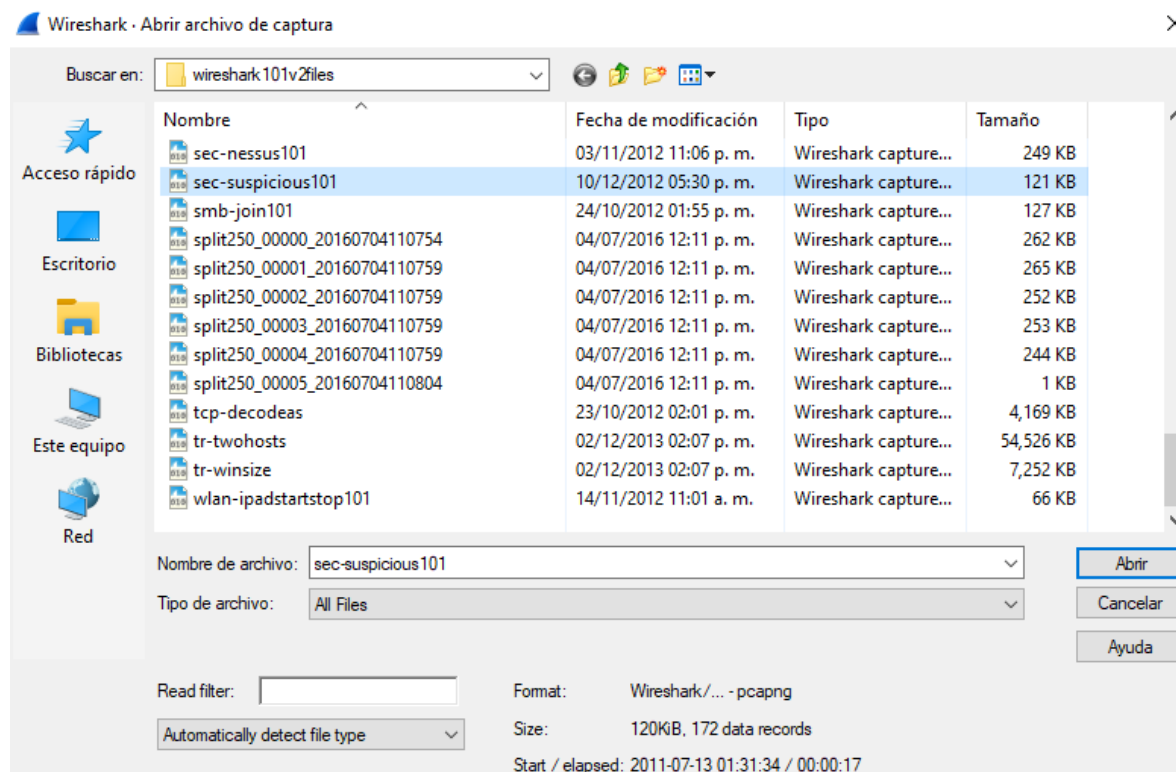 Wireshark · Abrir archivo de captura
Buscar en: wireshark101v2files
Nombre Fecha de modificación Tipo Tamaño
sec-nessus101 03/11/2012 11:06 p. m. Wireshark capture... 249 KB
sec-suspicious101 10/12/2012 05:30 p. m. Wireshark capture... 121 KB
smb-join101 24/10/2012 01:55 p. m. Wireshark capture... 127 KB
split250_00000_20160704110754 04/07/2016 12:11 p. m. Wireshark capture... 262 KB
split250_00001_20160704110759 04/07/2016 12:11 p. m. Wireshark capture... 265 KB
split250_00002_20160704110759 04/07/2016 12:11 p. m. Wireshark capture... 252 KB
split250_00003_20160704110759 04/07/2016 12:11 p. m. Wireshark capture... 253 KB
split250_00004_20160704110759 04/07/2016 12:11 p. m. Wireshark capture... 244 KB
split250_00005_20160704110804 04/07/2016 12:11 p. m. Wireshark capture... 1 KB
tcp-decodeas 23/10/2012 02:01 p. m. Wireshark capture... 4,169 KB
tr-twohosts 02/12/2013 02:07 p. m. Wireshark capture... 54,526 KB
tr-winsize 02/12/2013 02:07 p. m. Wireshark capture... 7,252 KB
wlan-ipadstartstop101 14/11/2012 11:01 a. m. Wireshark capture... 66 KB
Acceso rápido
Escritorio
Bibliotecas
Este equipo
Red
Nombre de archivo: sec-suspicious101 Abrir
Tipo de archivo: All Files Cancelar
Ayuda
Read filter: Format: Wireshark/... - pcapng
Automatically detect file type Size: 120KiB, 172 data records
Start / elapsed: 2011-07-13 01:31:34 / 00:00:17